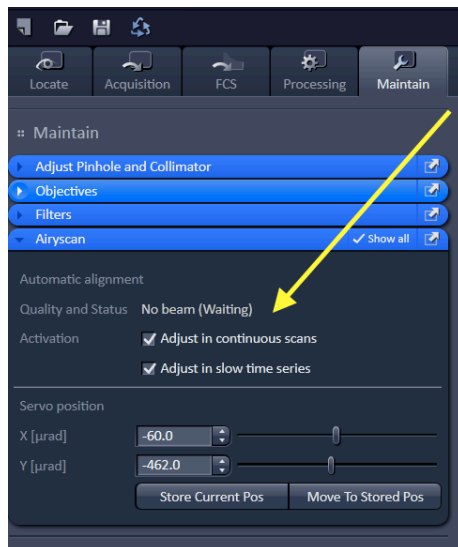 Locate Acquisition FCS Processing Maintain
Maintain
Adjust Pinhole and Collimator
Objectives
Filters
Airyscan Show all
Automatic alignment
Quality and Status No beam (Waiting)
Activation Adjust in continuous scans
Adjust in slow time series
Servo position
X [µrad] -60.0
Y [µrad] -462.0
Store Current Pos Move To Stored Pos